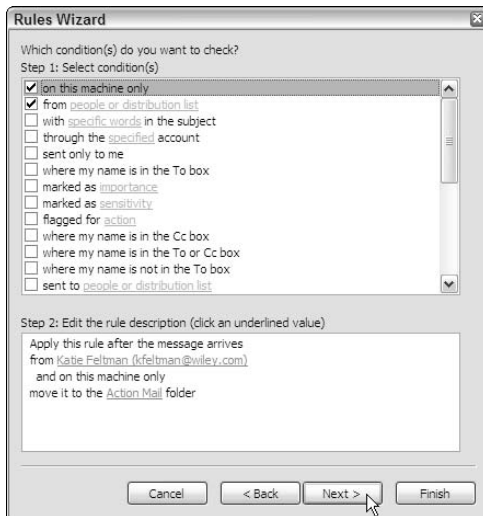 Rules Wizard
Which condition(s) do you want to check?
Step 1: Select condition(s)
on this machine only
from people or distribution list
with specific words in the subject
through the specified account
sent only to me
where my name is in the To box
marked as importance
marked as sensitivity
flagged for action
where my name is in the Cc box
where my name is in the To or Cc box
where my name is not in the To box
sent to people or distribution list
Step 2: Edit the rule description (click an underlined value)
Apply this rule after the message arrives
from Katie Feltman (kfeltman@wiley.com)
and on this machine only
move it to the Action Mail folder
Cancel < Back Next > Finish